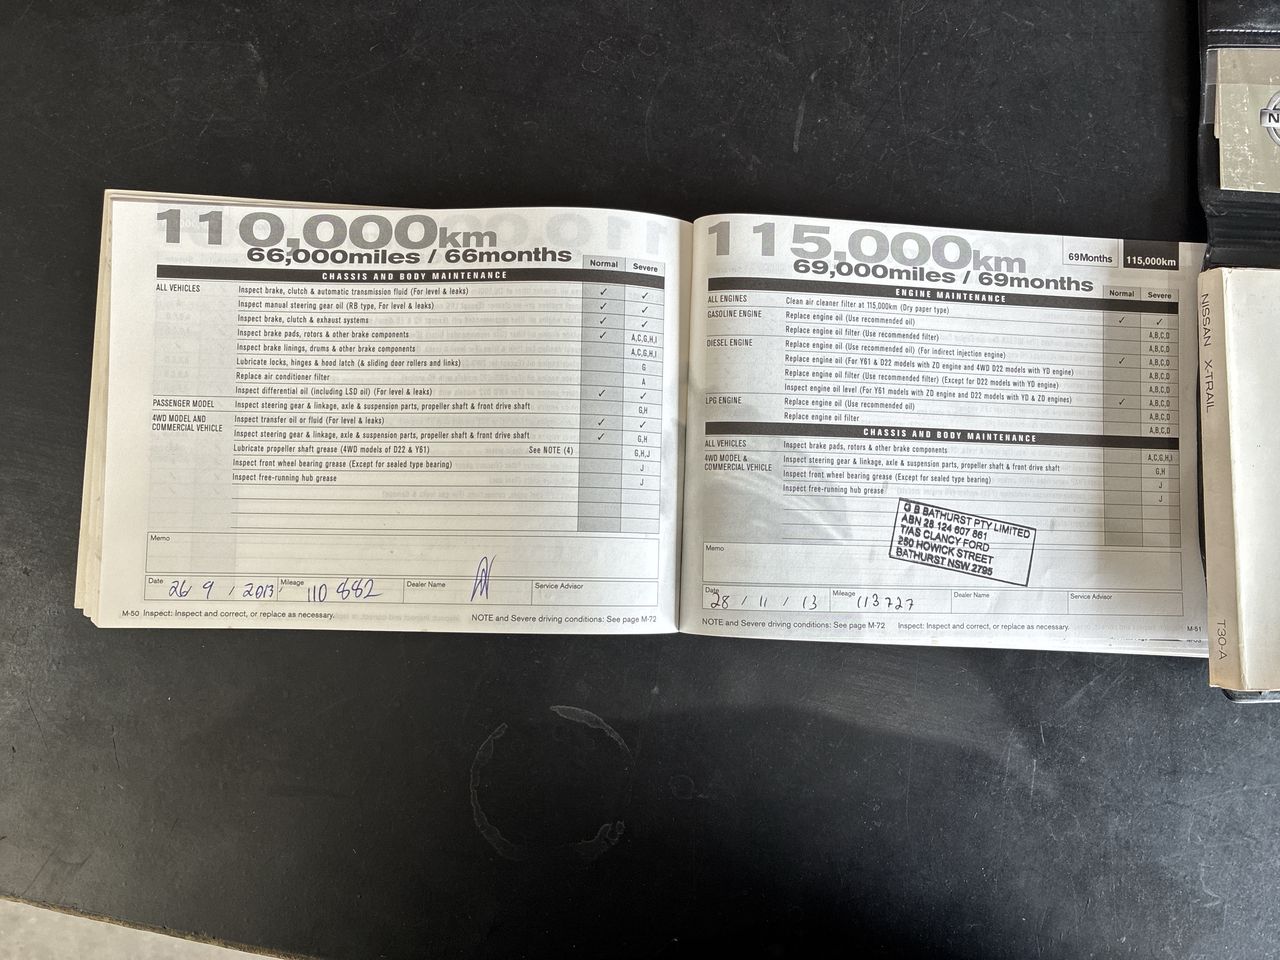 110,000km
66,000miles / 66months
Normal Severe
CHASSIS AND BODY MAINTENANCE
ALL VEHICLES Inspect brake, clutch & automatic transmission fluid (For level & leaks) ✓ ✓
Inspect manual steering gear oil (RB type, For level & leaks) ✓ ✓
Inspect brake, clutch & exhaust systems ✓ ✓
Inspect brake pads, rotors & other brake components ✓ A,C,G,H,I
Inspect brake linings, drums & other brake components A,C,G,H,I
Lubricate locks, hinges & hood latch (& sliding door rollers and links) G
Replace air conditioner filter A
Inspect differential oil (including LSD oil) (For level & leaks) ✓ ✓
PASSENGER MODEL Inspect steering gear & linkage, axle & suspension parts, propeller shaft & front drive shaft G,H
4WD MODEL AND Inspect transfer oil or fluid (For level & leaks) ✓ ✓
COMMERCIAL VEHICLE Inspect steering gear & linkage, axle & suspension parts, propeller shaft & front drive shaft ✓ G,H
Lubricate propeller shaft grease (4WD models of D22 & Y61) See NOTE (4) G,H,J
Inspect front wheel bearing grease (Except for sealed type bearing) J
Inspect free-running hub grease J
Memo
Date 26 / 9 / 2013 Mileage 110 882 Dealer Name Service Advisor
M-50 Inspect: Inspect and correct, or replace as necessary. NOTE and Severe driving conditions: See page M-72
115,000km
69,000miles / 69months
69Months 115,000km
Normal Severe
ENGINE MAINTENANCE
ALL ENGINES Clean air cleaner filter at 115,000km (Dry paper type)
GASOLINE ENGINE Replace engine oil (Use recommended oil) ✓ ✓
Replace engine oil filter (Use recommended filter) A,B,C,D
DIESEL ENGINE Replace engine oil (Use recommended oil) (For indirect injection engine) A,B,C,D
Replace engine oil (For Y61 & D22 models with ZD engine and 4WD D22 models with YD engine) ✓ A,B,C,D
Replace engine oil filter (Use recommended filter) (Except for D22 models with YD engine) A,B,C,D
Inspect engine oil level (For Y61 models with ZD engine and D22 models with YD & ZD engines) A,B,C,D
LPG ENGINE Replace engine oil (Use recommended oil) ✓ A,B,C,D
Replace engine oil filter A,B,C,D
CHASSIS AND BODY MAINTENANCE
ALL VEHICLES Inspect brake pads, rotors & other brake components A,C,G,H,I
4WD MODEL & Inspect steering gear & linkage, axle & suspension parts, propeller shaft & front drive shaft G,H
COMMERCIAL VEHICLE Inspect front wheel bearing grease (Except for sealed type bearing) J
Inspect free-running hub grease J
G B BATHURST PTY LIMITED
ABN 28 124 607 861
T/AS CLANCY FORD
250 HOWICK STREET
BATHURST NSW 2795
Memo
Date 28 / 11 / 13 Mileage 113727 Dealer Name Service Advisor
NOTE and Severe driving conditions: See page M-72 Inspect: Inspect and correct, or replace as necessary. M-51
NISSAN X-TRAIL
T30-A